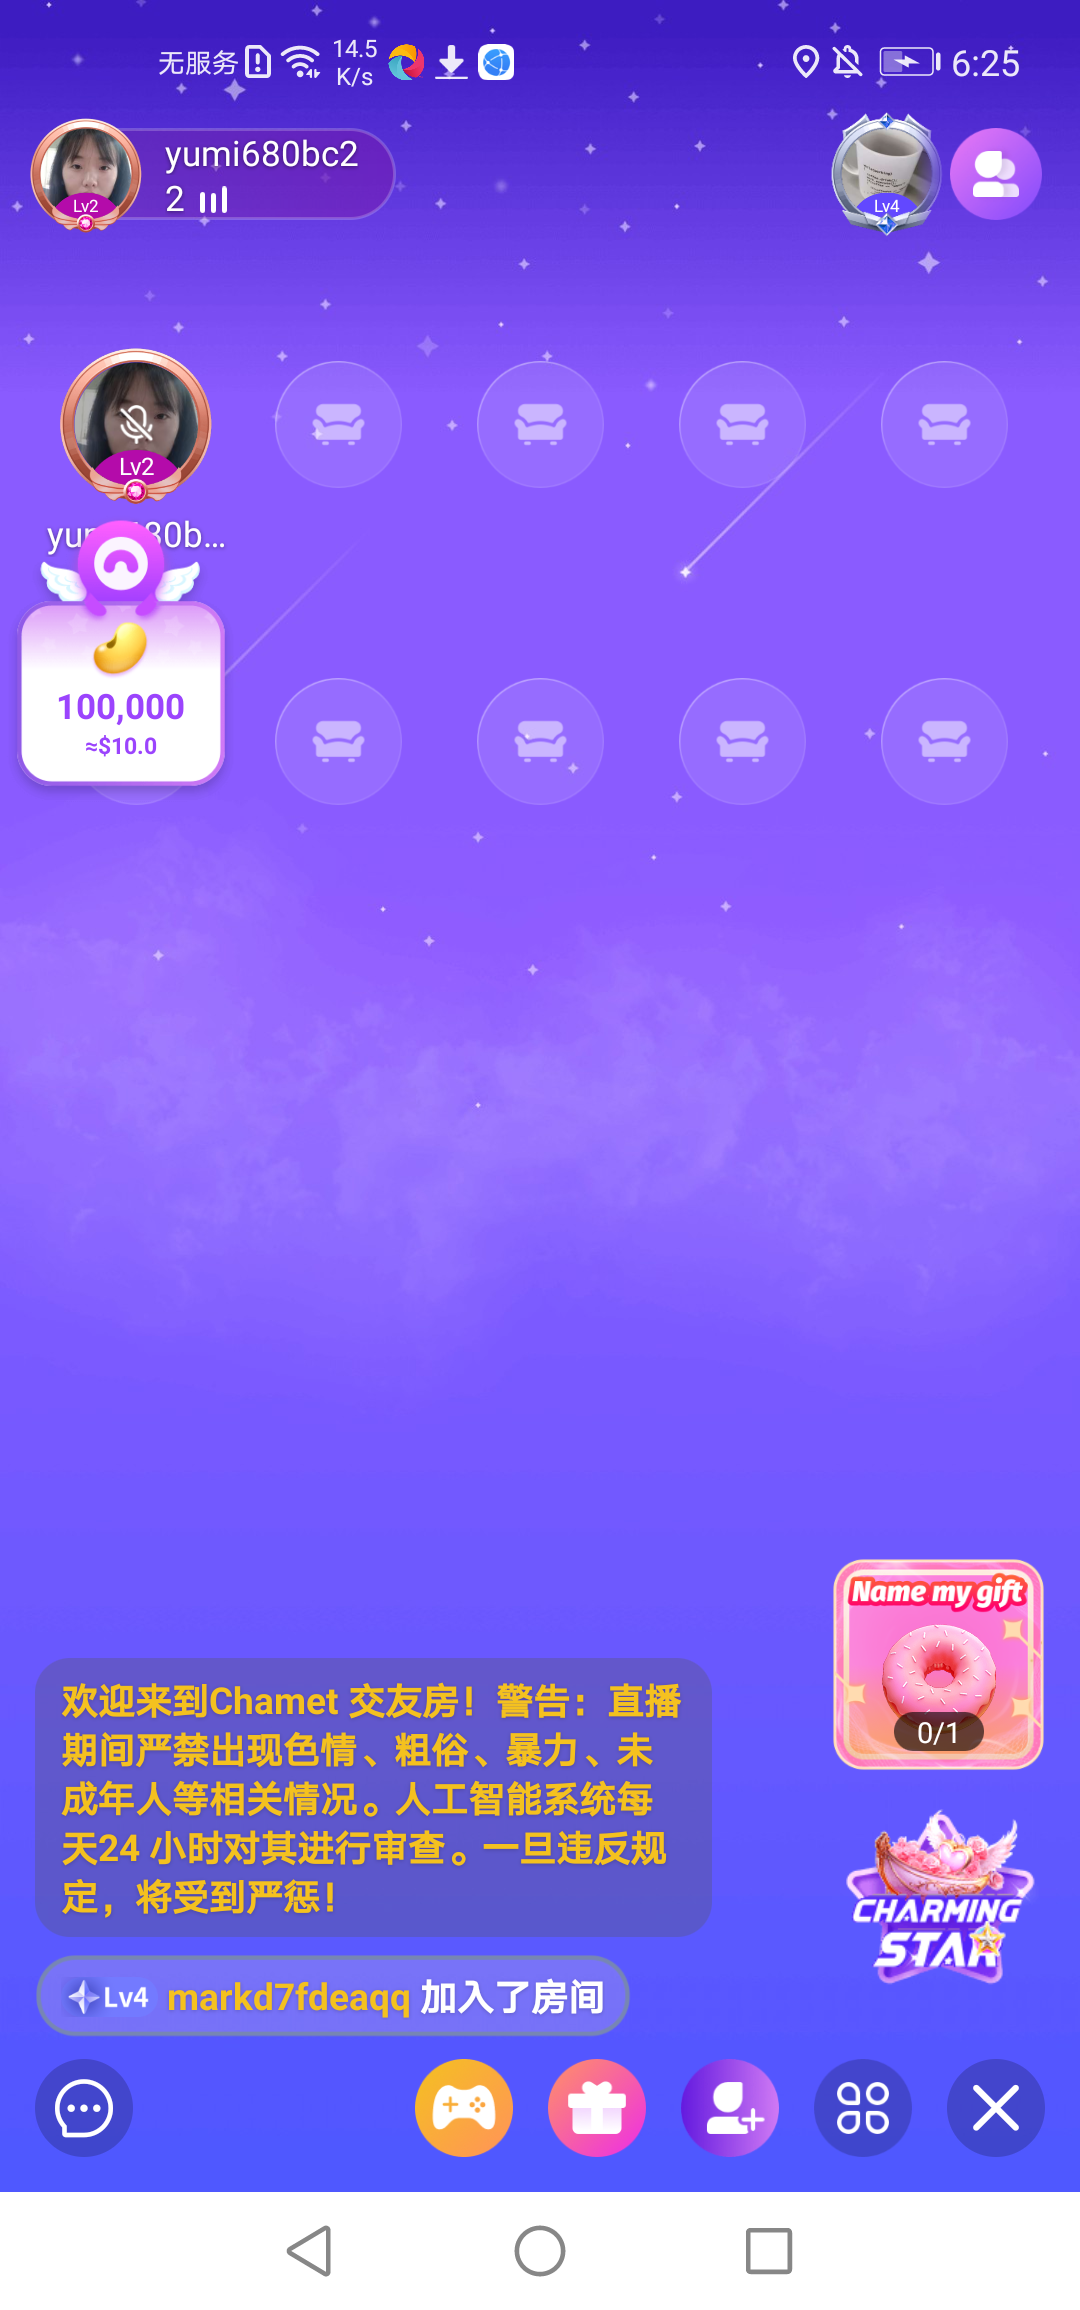 无服务 14.5 K/s 6:25
yumi680bc2
2
Lv2
Lv4
Lv2
yumi680b...
100,000
≈$10.0
Name my gift
0/1
欢迎来到Chamet 交友房！警告：直播
期间严禁出现色情、粗俗、暴力、未
成年人等相关情况。人工智能系统每
天24 小时对其进行审查。一旦违反规
定，将受到严惩！
CHARMING
STAR
Lv4 markd7fdeaqq 加入了房间